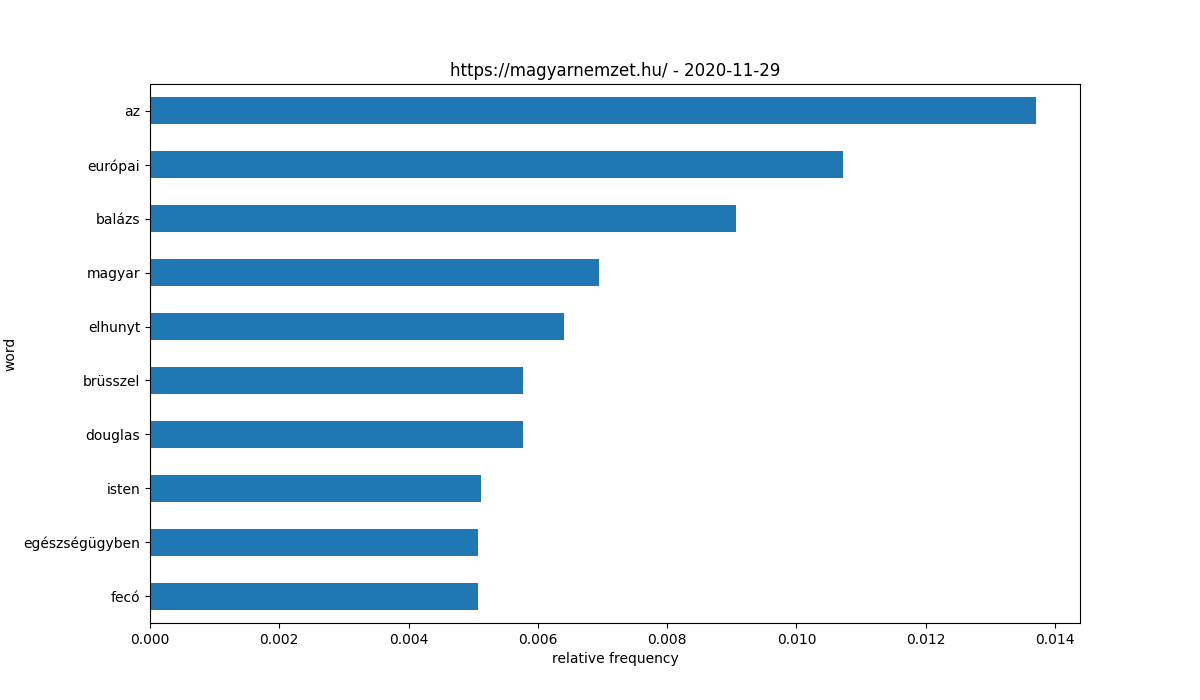 https://magyarnemzet.hu/ - 2020-11-29
az
európai
balázs
magyar
elhunyt
brüsszel
douglas
isten
egészségügyben
fecó
word
0.000 0.002 0.004 0.006 0.008 0.010 0.012 0.014
relative frequency